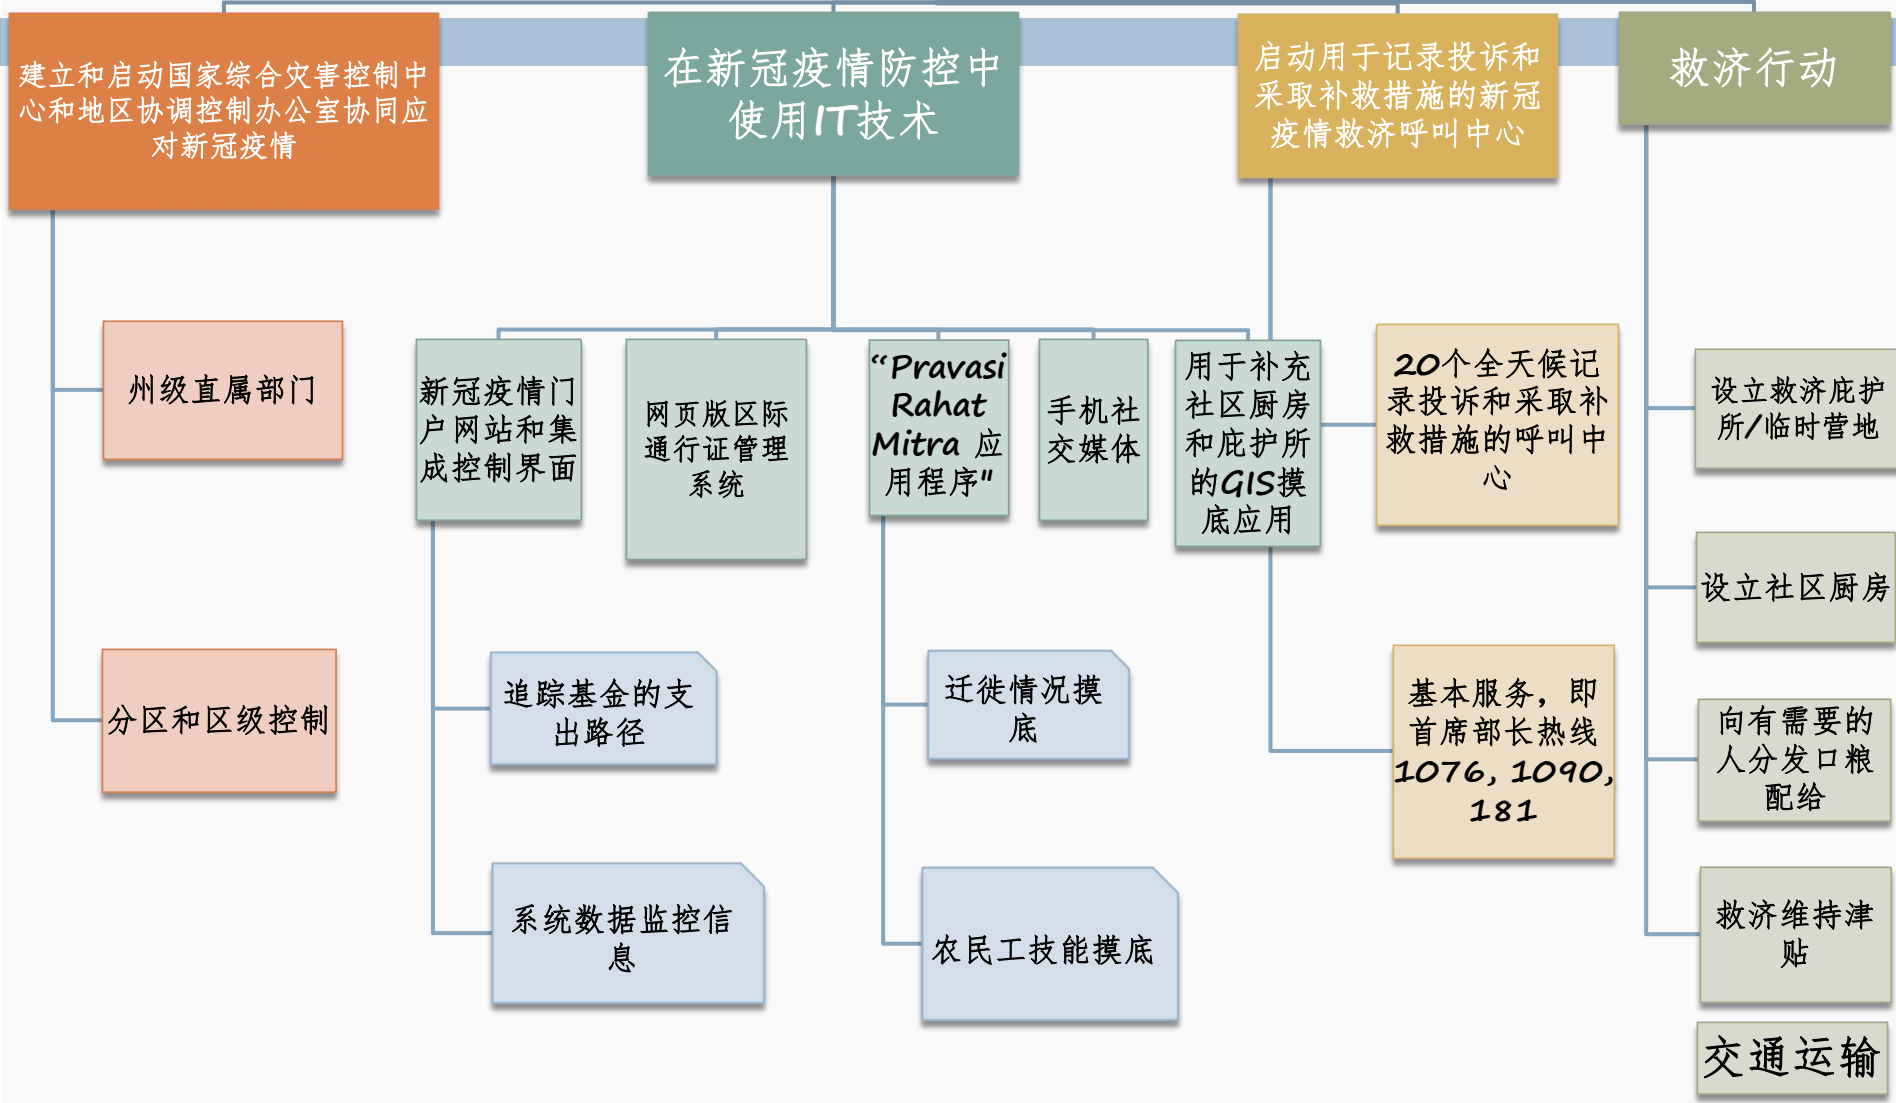 建立和启动国家综合灾害控制中
心和地区协调控制办公室协同应
对新冠疫情
在新冠疫情防控中
使用IT技术
启动用于记录投诉和
采取补救措施的新冠
疫情救济呼叫中心
救济行动
州级直属部门
分区和区级控制
新冠疫情门
户网站和集
成控制界面
网页版区际
通行证管理
系统
“Pravasi
Rahat
Mitra 应
用程序"
手机社
交媒体
用于补充
社区厨房
和庇护所
的GIS摸
底应用
追踪基金的支
出路径
系统数据监控信
息
迁徙情况摸
底
农民工技能摸底
20个全天候记
录投诉和采取补
救措施的呼叫中
心
基本服务，即
首席部长热线
1076, 1090,
181
设立救济庇护
所/临时营地
设立社区厨房
向有需要的
人分发口粮
配给
救济维持津
贴
交通运输